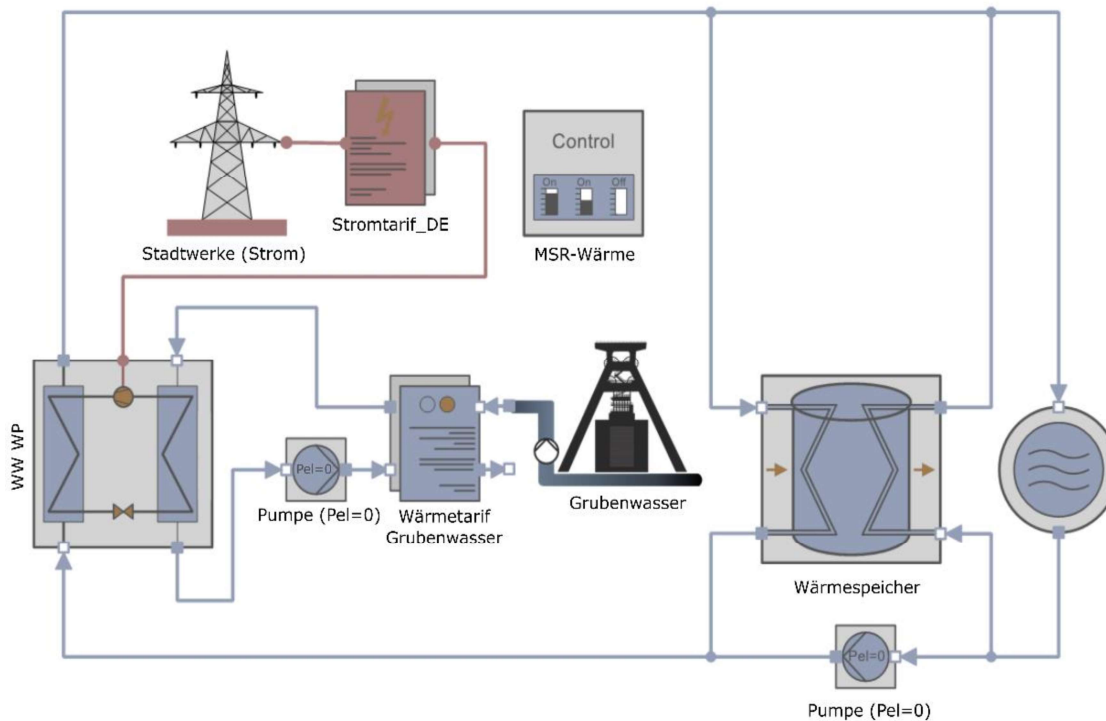 Control
On On Off
Stromtarif_DE
Stadtwerke (Strom)
MSR-Wärme
WW WP
Pel=0
Pumpe (Pel=0)
Wärmetarif
Grubenwasser
Grubenwasser
Wärmespeicher
Pel=0
Pumpe (Pel=0)